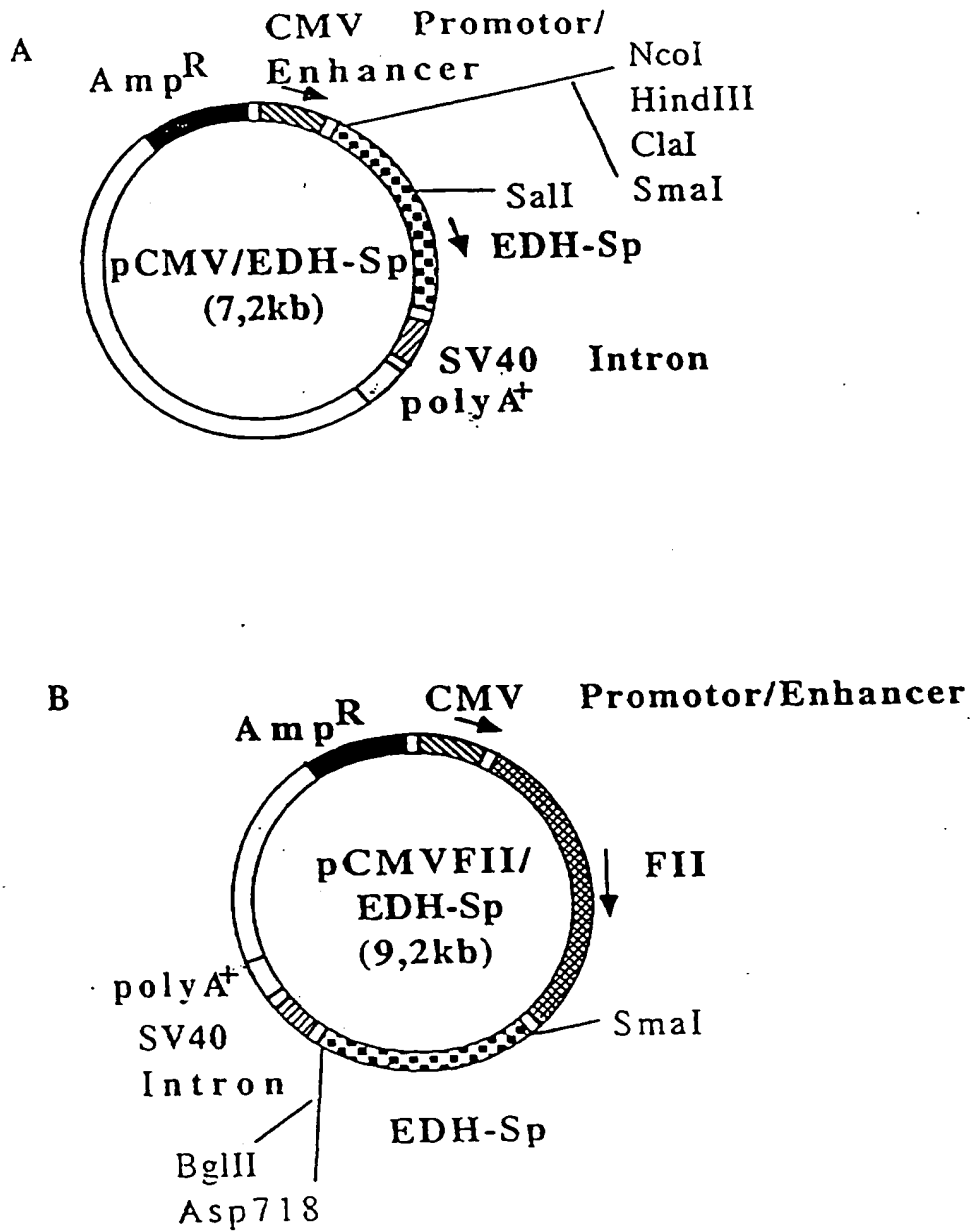 A
AmpR
CMV Promotor/
Enhancer
NcoI
HindIII
ClaI
SmaI
SalI
EDH-Sp
pCMV/EDH-Sp
(7,2kb)
SV40 Intron
polyA+
B
AmpR
CMV Promotor/Enhancer
pCMVFII/
EDH-Sp
(9,2kb)
FII
SmaI
polyA+
SV40
Intron
EDH-Sp
BglII
Asp718